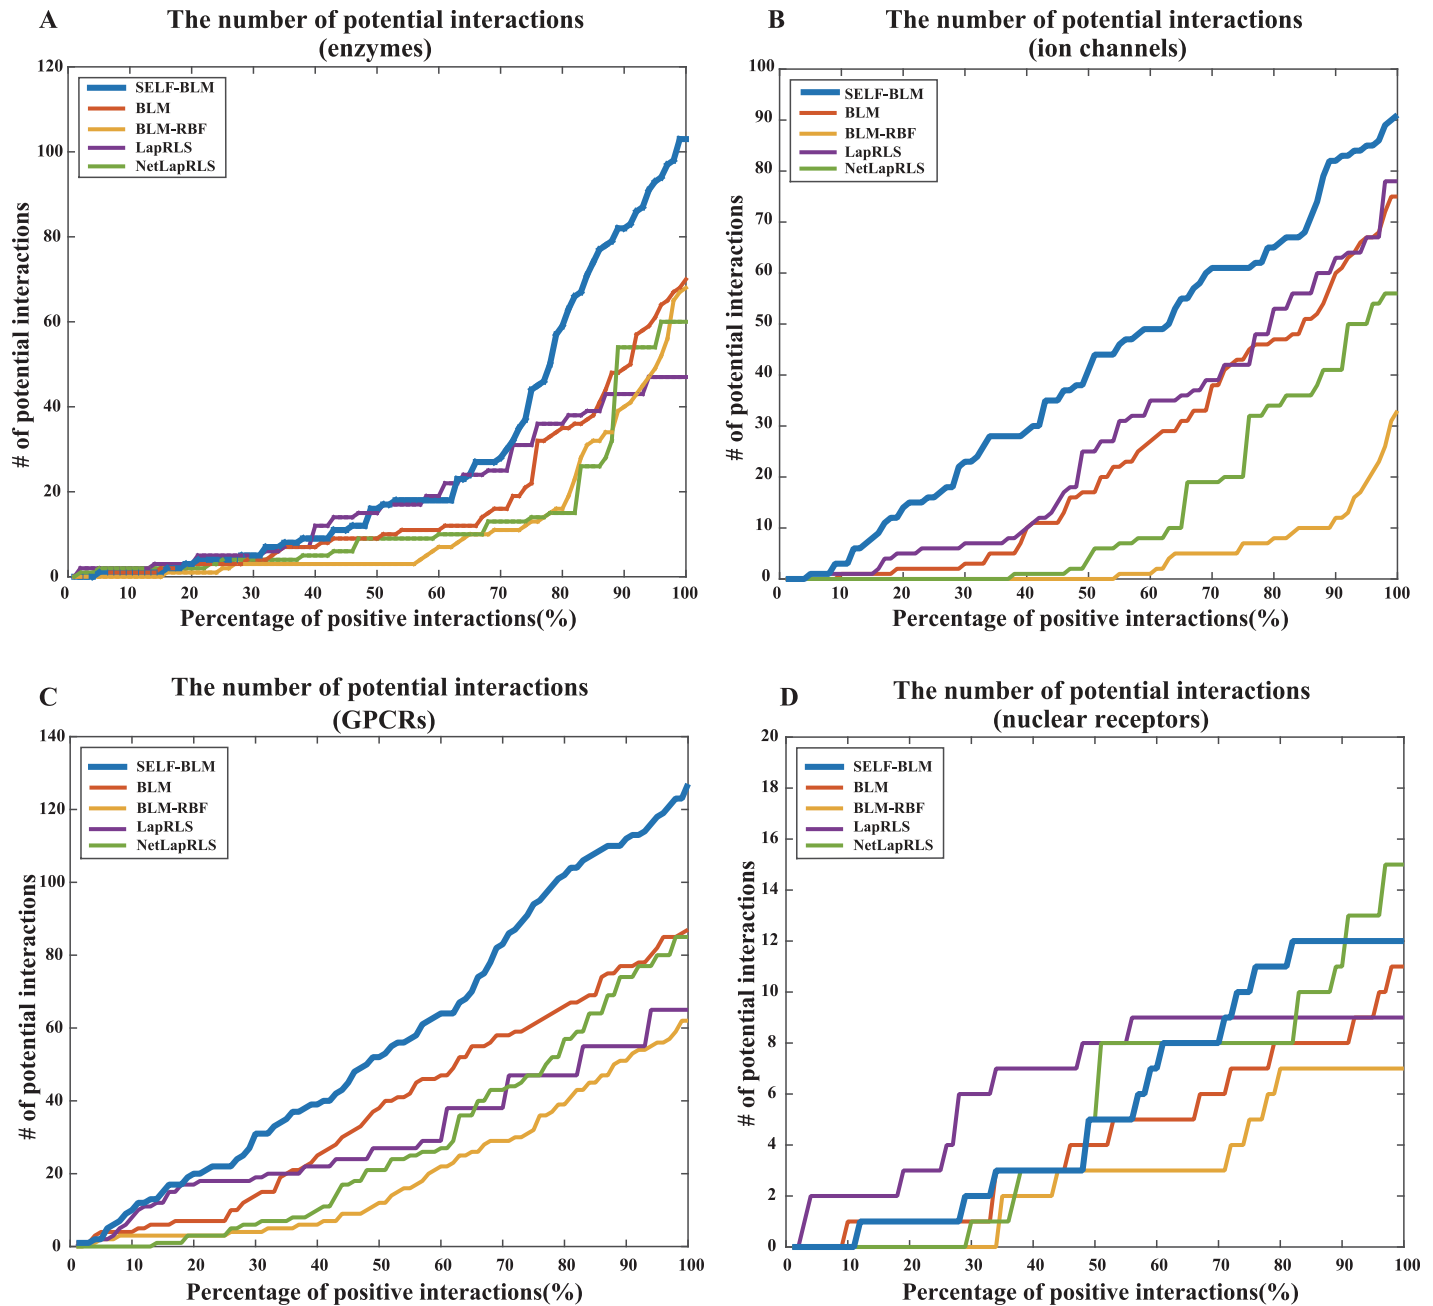 A
The number of potential interactions
(enzymes)
120
100
80
60
40
20
0
SELF-BLM
BLM
BLM-RBF
LapRLS
NetLapRLS
# of potential interactions
0 10 20 30 40 50 60 70 80 90 100
Percentage of positive interactions(%)
B
The number of potential interactions
(ion channels)
100
90
80
70
60
50
40
30
20
10
0
SELF-BLM
BLM
BLM-RBF
LapRLS
NetLapRLS
# of potential interactions
0 10 20 30 40 50 60 70 80 90 100
Percentage of positive interactions(%)
C
The number of potential interactions
(GPCRs)
140
120
100
80
60
40
20
0
SELF-BLM
BLM
BLM-RBF
LapRLS
NetLapRLS
# of potential interactions
0 10 20 30 40 50 60 70 80 90 100
Percentage of positive interactions(%)
D
The number of potential interactions
(nuclear receptors)
20
18
16
14
12
10
8
6
4
2
0
SELF-BLM
BLM
BLM-RBF
LapRLS
NetLapRLS
# of potential interactions
0 10 20 30 40 50 60 70 80 90 100
Percentage of positive interactions(%)